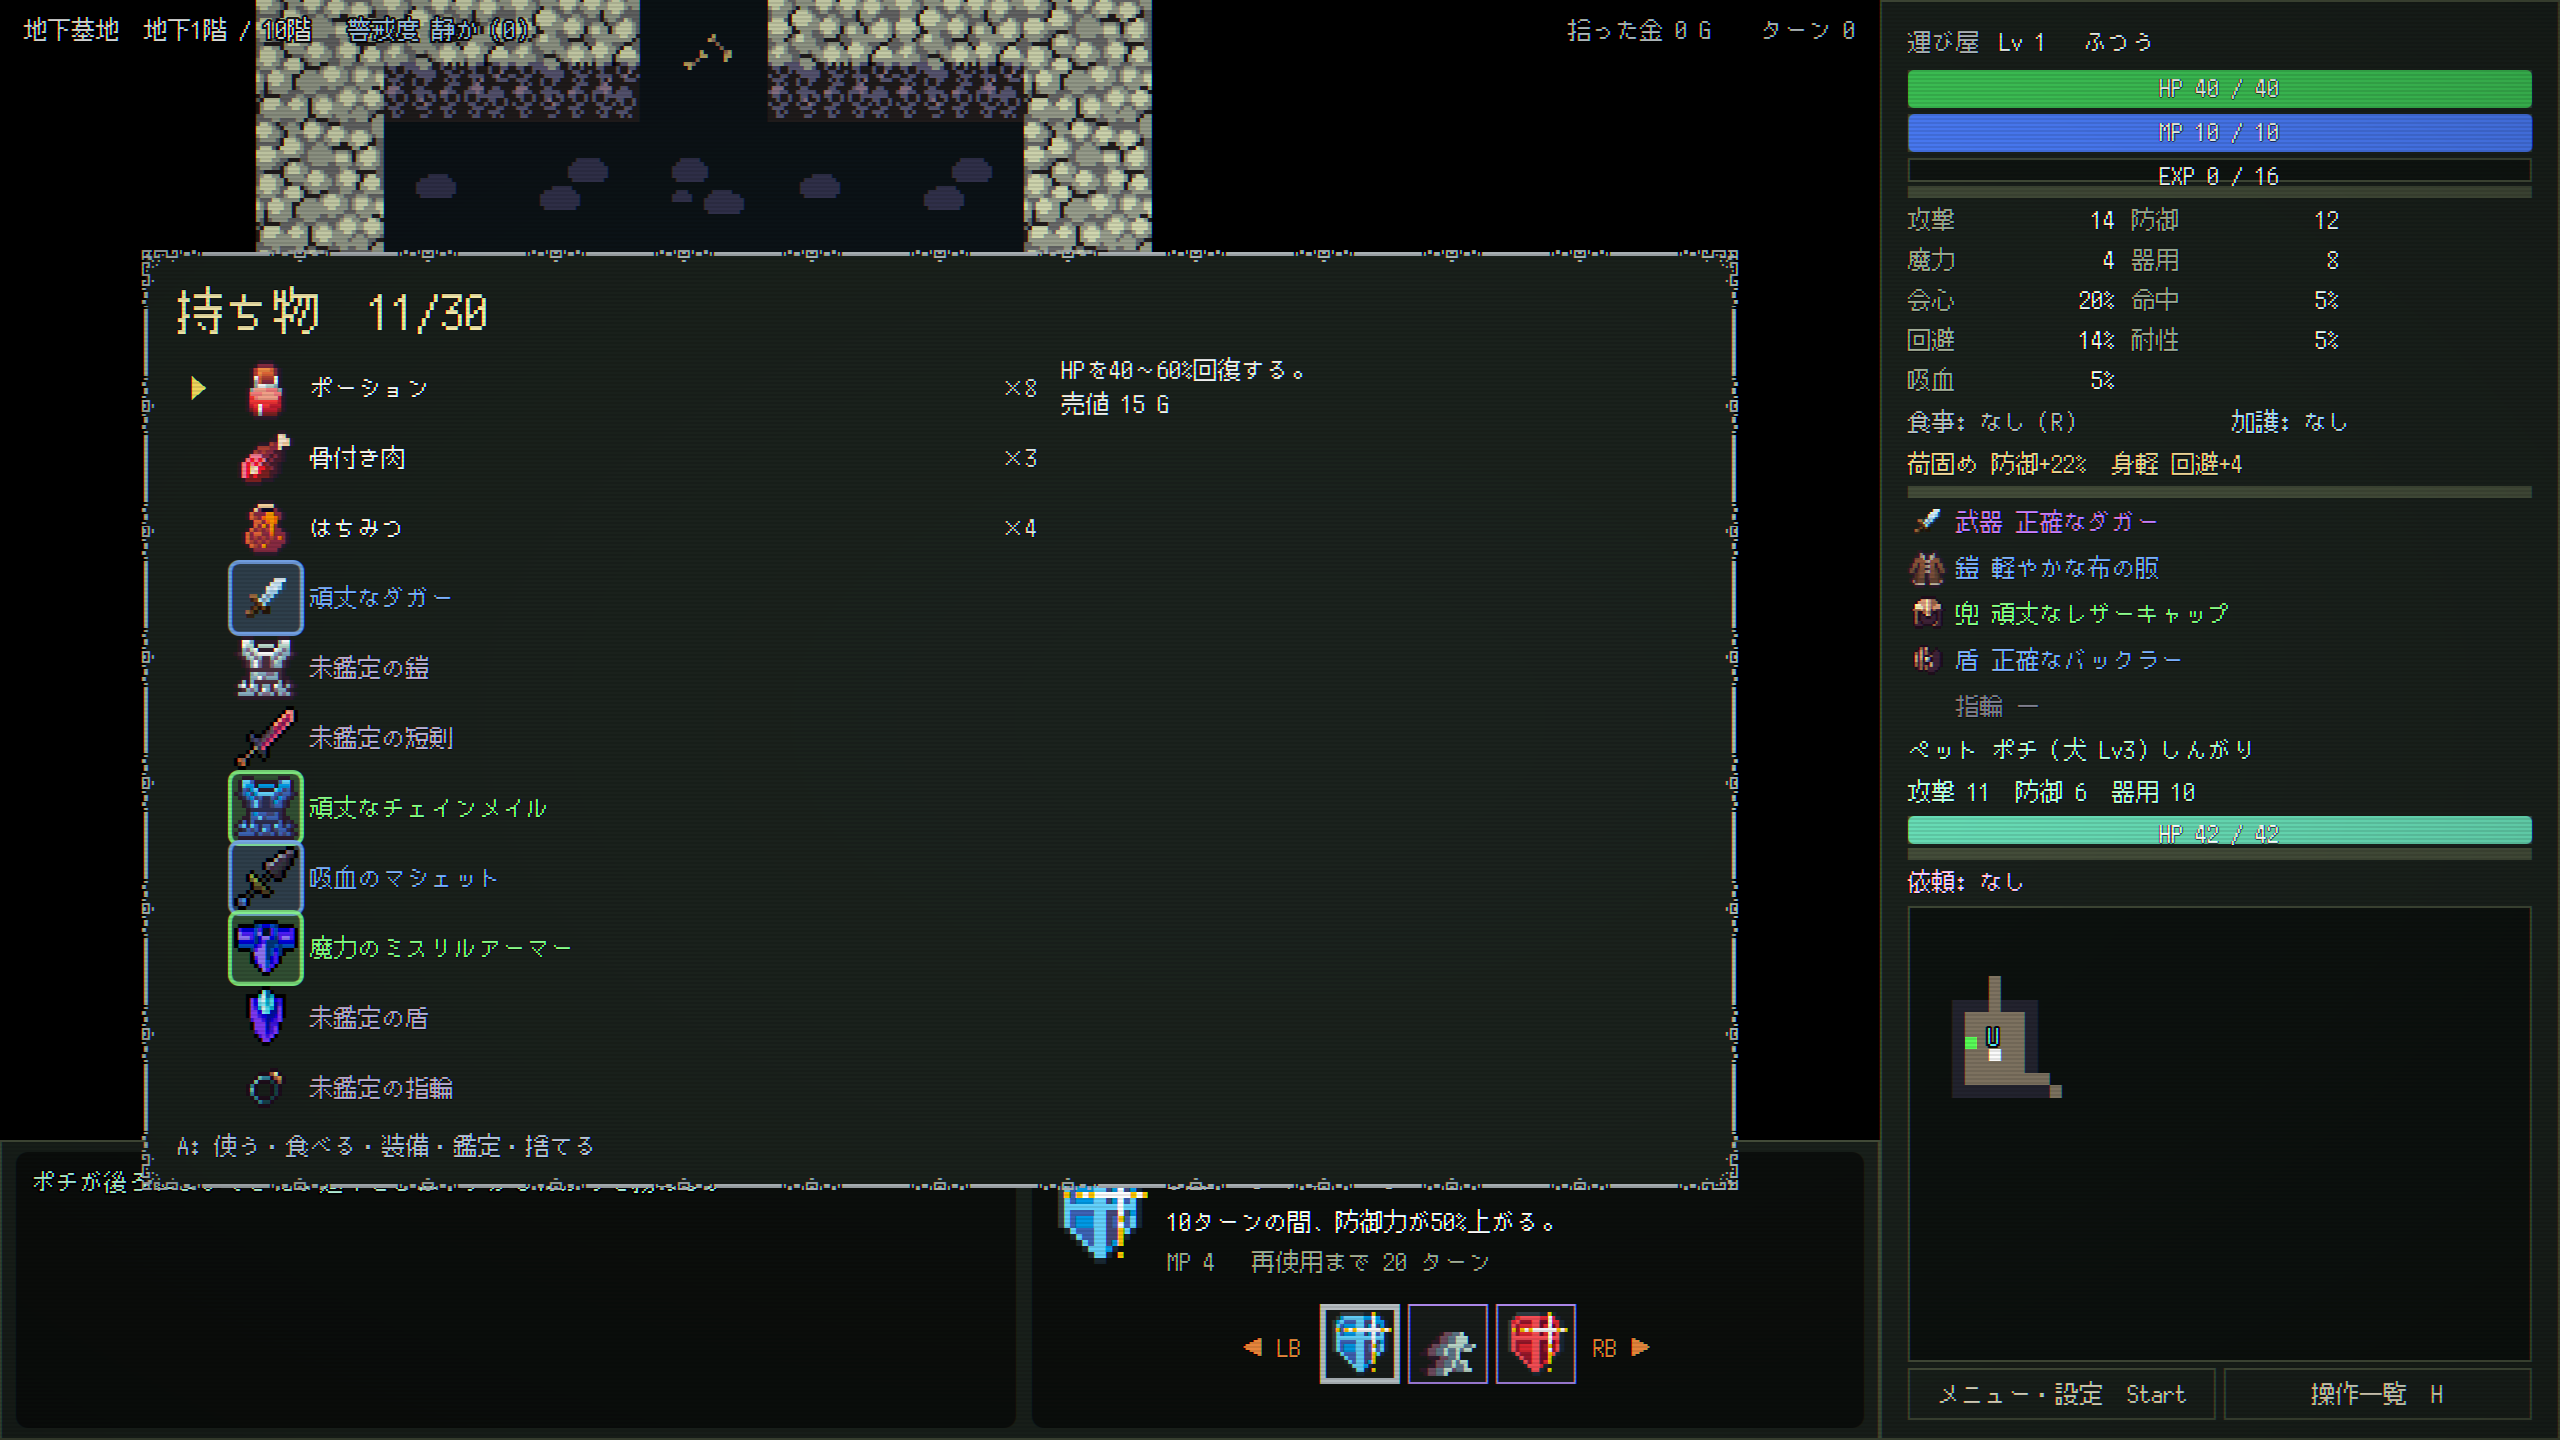 地下墓地 地下1階 / 10階 警戒度 静か (0)
拾った金 0 G ターン 0
持ち物 11/30
ポーション ×8
骨付き肉 ×3
はちみつ ×4
頑丈なダガー
未鑑定の鎧
未鑑定の短剣
頑丈なチェインメイル
吸血のマシェット
魔力のミスリルアーマー
未鑑定の盾
未鑑定の指輪
A: 使う・食べる・装備・鑑定・捨てる
HPを40～60%回復する。
売値 15 G
ポチが後ろ
10ターンの間、防御力が50%上がる。
MP 4 再使用まで 20 ターン
LB RB
運び屋 Lv 1 ふつう
HP 40 / 40
MP 10 / 10
EXP 0 / 16
攻撃 14 防御 12
魔力 4 器用 8
会心 20% 命中 5%
回避 14% 耐性 5%
吸血 5%
食事: なし (R) 加護: なし
荷固め 防御+22% 身軽 回避+4
武器 正確なダガー
鎧 軽やかな布の服
兜 頑丈なレザーキャップ
盾 正確なバックラー
指輪 —
ペット ポチ (犬 Lv3) しんがり
攻撃 11 防御 6 器用 10
HP 42 / 42
依頼: なし
メニュー・設定 Start
操作一覧 H